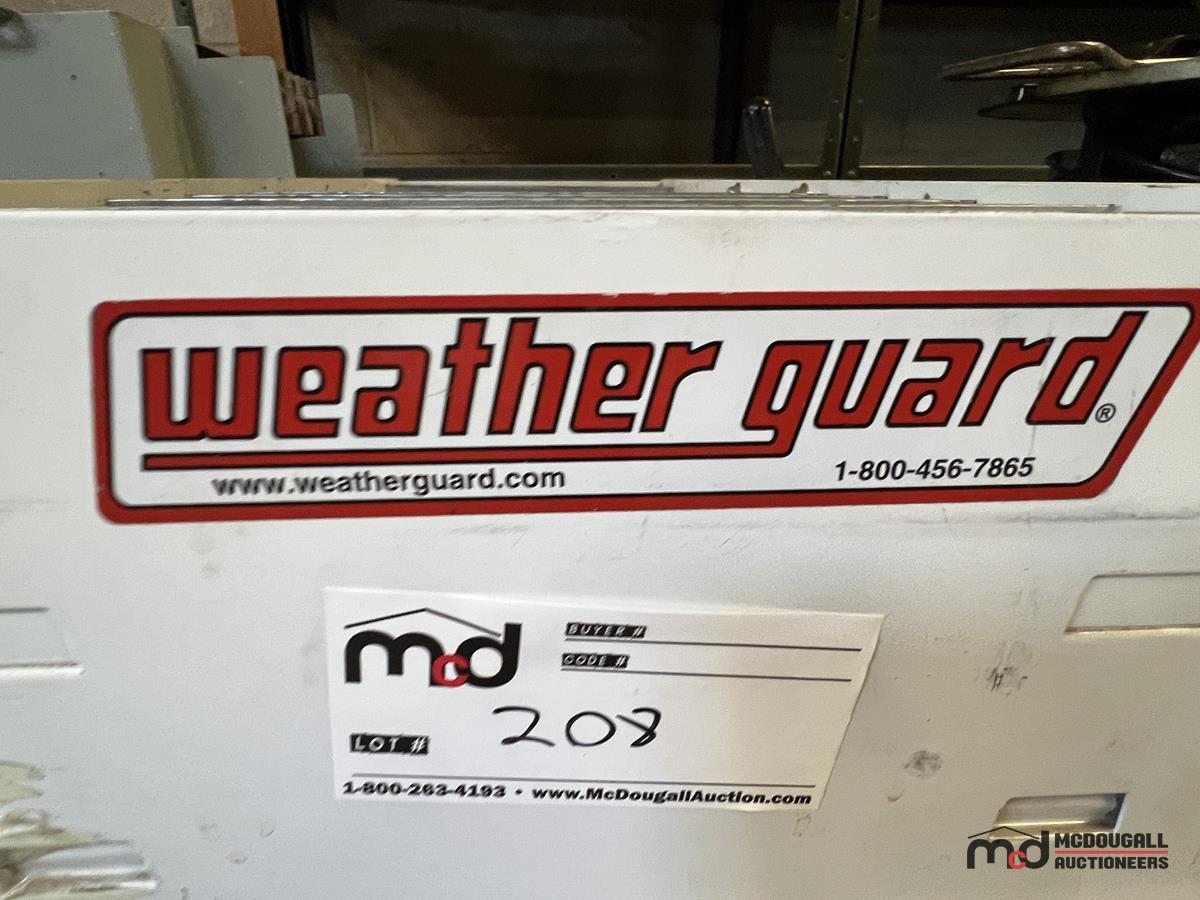 weather guard®
www.weatherguard.com 1-800-456-7865
mcd
BUYER #
CODE #
LOT # 208
1-800-263-4193 • www.McDougallAuction.com
mcd MCDOUGALL AUCTIONEERS